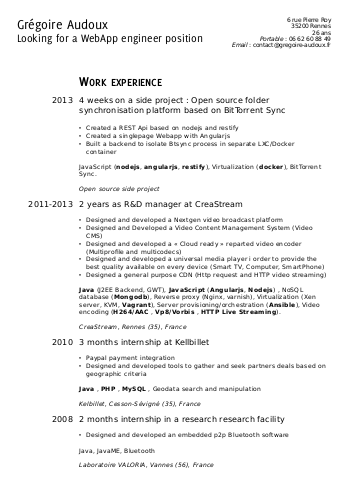 Grégoire Audoux
Looking for a WebApp engineer position
6 rue Pierre Roy
35200 Rennes
26 ans
Portable : 06 62 60 88 49
Email : contact@gregoire-audoux.fr
WORK EXPERIENCE
2013 4 weeks on a side project : Open source folder
synchronisation platform based on BitTorrent Sync
• Created a REST Api based on nodejs and restify
• Created a singlepage Webapp with Angularjs
• Built a backend to isolate Btsync process in separate LXC/Docker
container
JavaScript (nodejs, angularjs, restify), Virtualization (docker), BitTorrent
Sync.
Open source side project
2011-2013 2 years as R&D manager at CreaStream
• Designed and developed a Nextgen video broadcast platform
• Designed and Developed a Video Content Management System (Video
CMS)
• Designed and developed a « Cloud ready » reparted video encoder
(Multiprofile and multicodecs)
• Designed and developed a universal media player i order to provide the
best quality available on every device (Smart TV, Computer, SmartPhone)
• Designed a general purpose CDN (Http request and HTTP video streaming)
Java (J2EE Backend, GWT), JavaScript (Angularjs, Nodejs) , NoSQL
database (Mongodb), Reverse proxy (Nginx, varnish), Virtualization (Xen
server, KVM, Vagrant), Server provisioning/orchestration (Ansible), Video
encoding (H264/AAC , Vp8/Vorbis , HTTP Live Streaming).
CreaStream, Rennes (35), France
2010 3 months internship at Kellbillet
• Paypal payment integration
• Designed and developed tools to gather and seek partners deals based on
geographic criteria
Java , PHP , MySQL , Geodata search and manipulation
Kelbillet, Cesson-Sévigné (35), France
2008 2 months internship in a research research facility
• Designed and developed an embedded p2p Bluetooth software
Java, JavaME, Bluetooth
Laboratoire VALORIA, Vannes (56), France